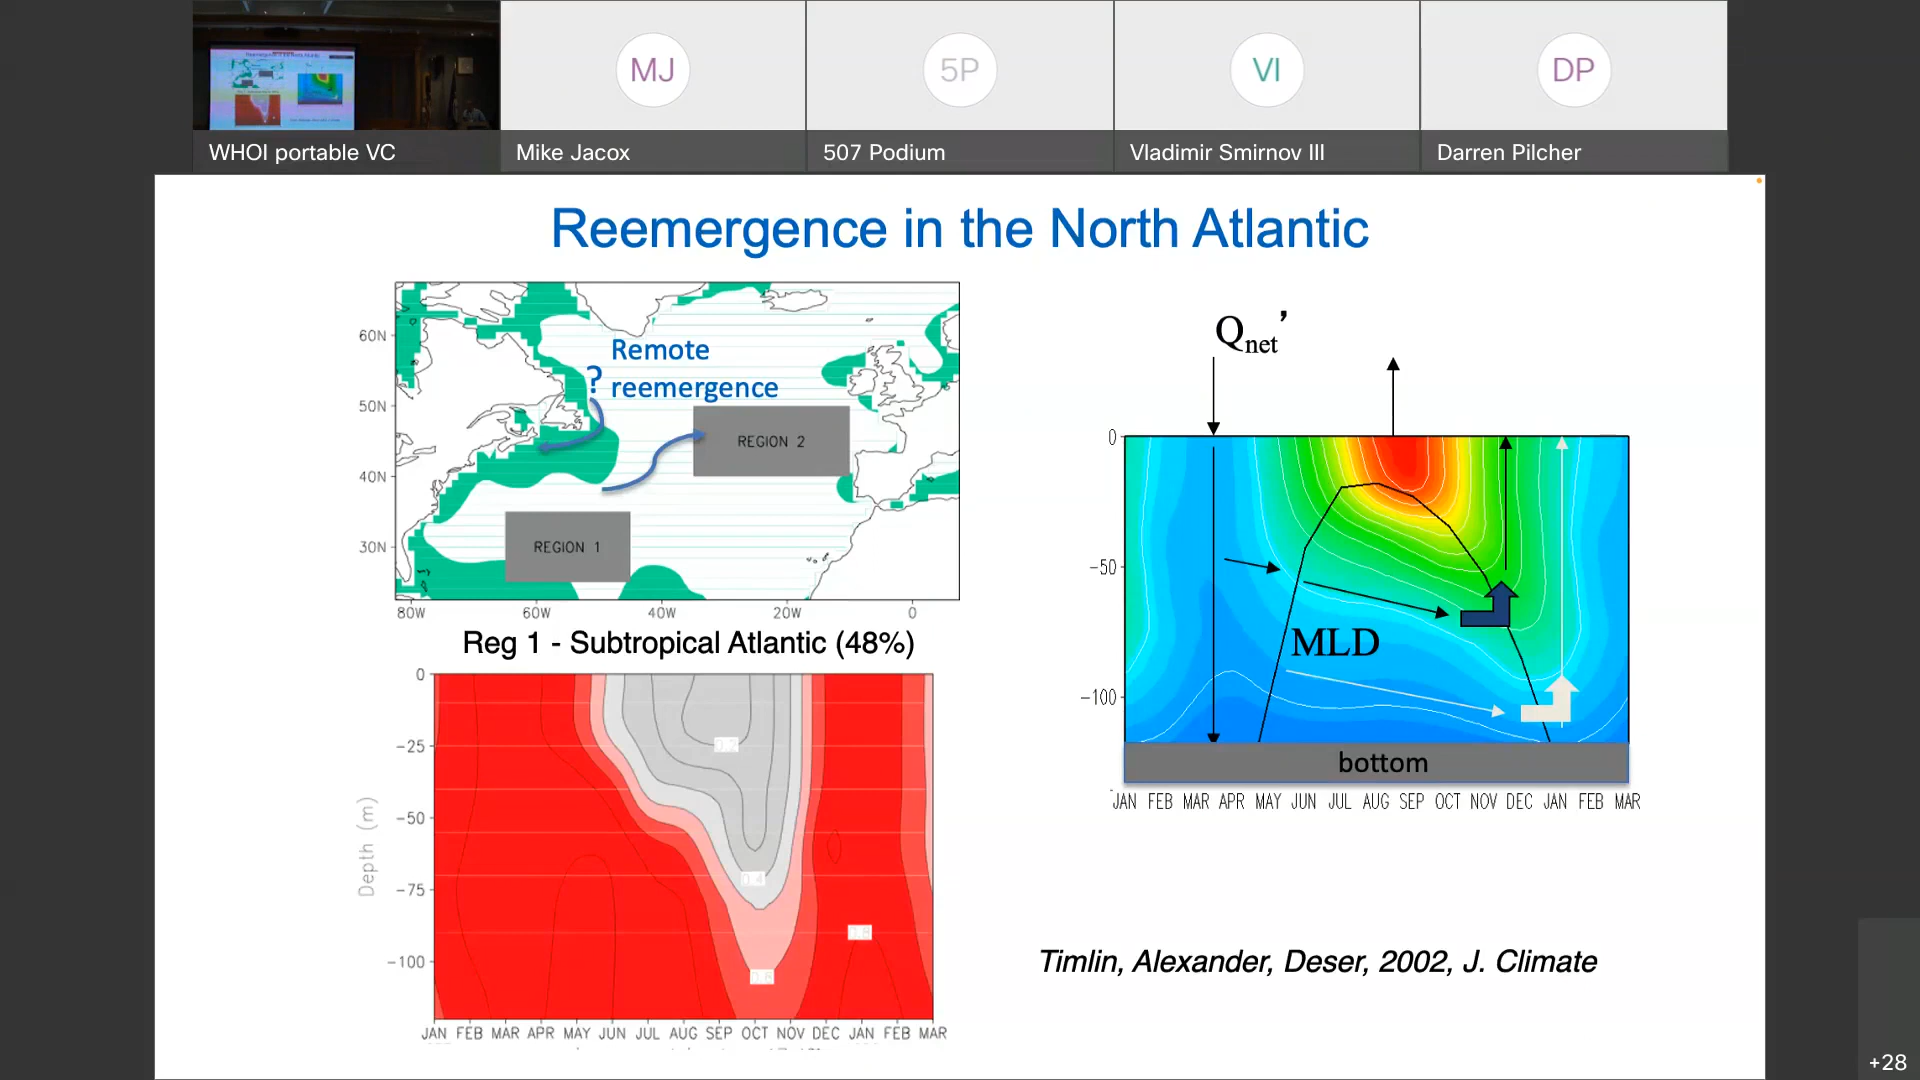 MJ
5P
VI
DP
WHOI portable VC
Mike Jacox
507 Podium
Vladimir Smirnov III
Darren Pilcher
Reemergence in the North Atlantic
60N
50N
40N
30N
80W 60W 40W 20W 0
Remote
? reemergence
REGION 2
REGION 1
Reg 1 - Subtropical Atlantic (48%)
Depth (m)
0
-25
-50
-75
-100
0.4
JAN FEB MAR APR MAY JUN JUL AUG SEP OCT NOV DEC JAN FEB MAR
Qnet’
0
-50
-100
MLD
bottom
JAN FEB MAR APR MAY JUN JUL AUG SEP OCT NOV DEC JAN FEB MAR
Timlin, Alexander, Deser, 2002, J. Climate
+28